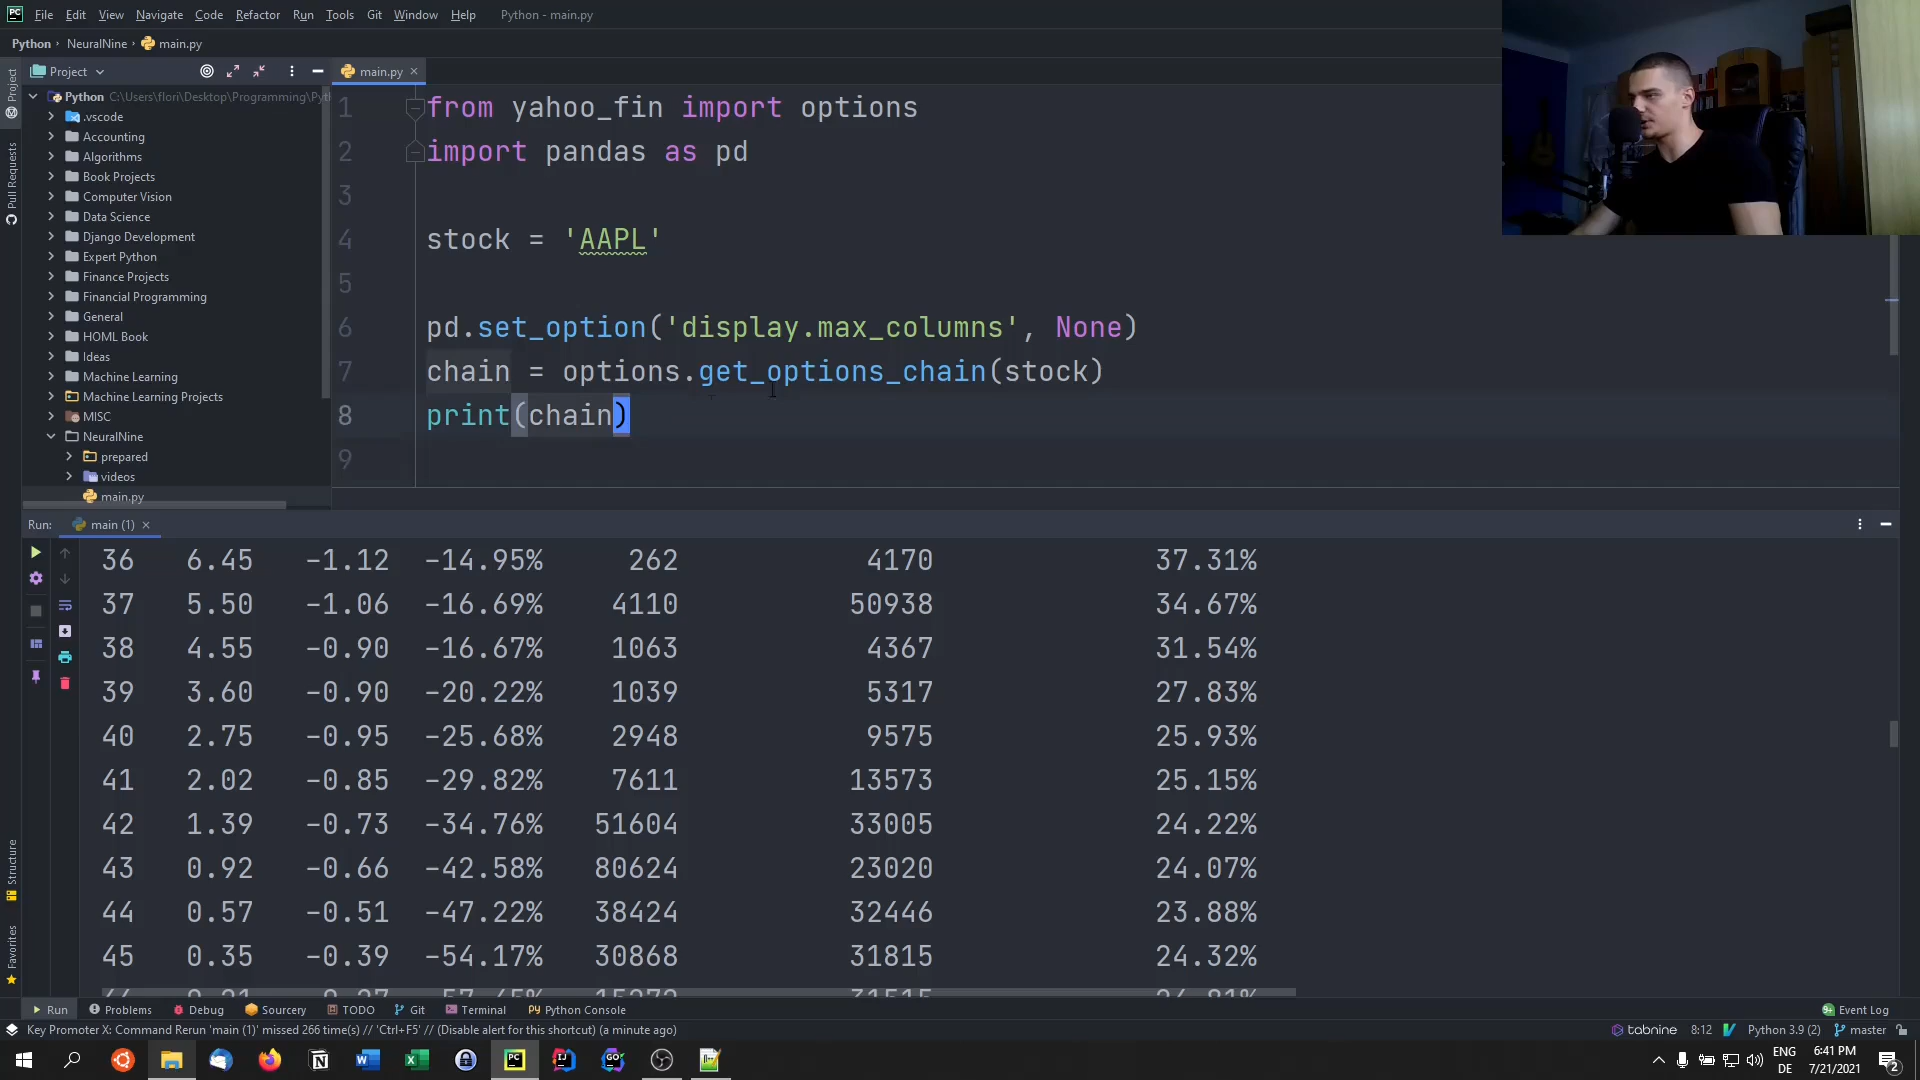 File Edit View Navigate Code Refactor Run Tools Git Window Help Python - main.py
Python NeuralNine main.py
Project
main.py
Python C:\Users\flori\Desktop\Programming\Pyt
.vscode
Accounting
Algorithms
Book Projects
Computer Vision
Data Science
Django Development
Expert Python
Finance Projects
Financial Programming
General
HOML Book
Ideas
Machine Learning
Machine Learning Projects
MISC
NeuralNine
prepared
videos
main.py
Project
Pull Requests
Structure
Favorites
1 from yahoo_fin import options
2 import pandas as pd
3
4 stock = 'AAPL'
5
6 pd.set_option('display.max_columns', None)
7 chain = options.get_options_chain(stock)
8 print(chain)
9
Run: main (1)
36 6.45 -1.12 -14.95% 262 4170 37.31%
37 5.50 -1.06 -16.69% 4110 50938 34.67%
38 4.55 -0.90 -16.67% 1063 4367 31.54%
39 3.60 -0.90 -20.22% 1039 5317 27.83%
40 2.75 -0.95 -25.68% 2948 9575 25.93%
41 2.02 -0.85 -29.82% 7611 13573 25.15%
42 1.39 -0.73 -34.76% 51604 33005 24.22%
43 0.92 -0.66 -42.58% 80624 23020 24.07%
44 0.57 -0.51 -47.22% 38424 32446 23.88%
45 0.35 -0.39 -54.17% 30868 31815 24.32%
Run Problems Debug Sourcery TODO Git Terminal Python Console Event Log
Key Promoter X: Command Rerun 'main (1)' missed 266 time(s) // 'Ctrl+F5' // (Disable alert for this shortcut) (a minute ago) tabnine 8:12 Python 3.9 (2) master
ENG 6:41 PM
DE 7/21/2021 2